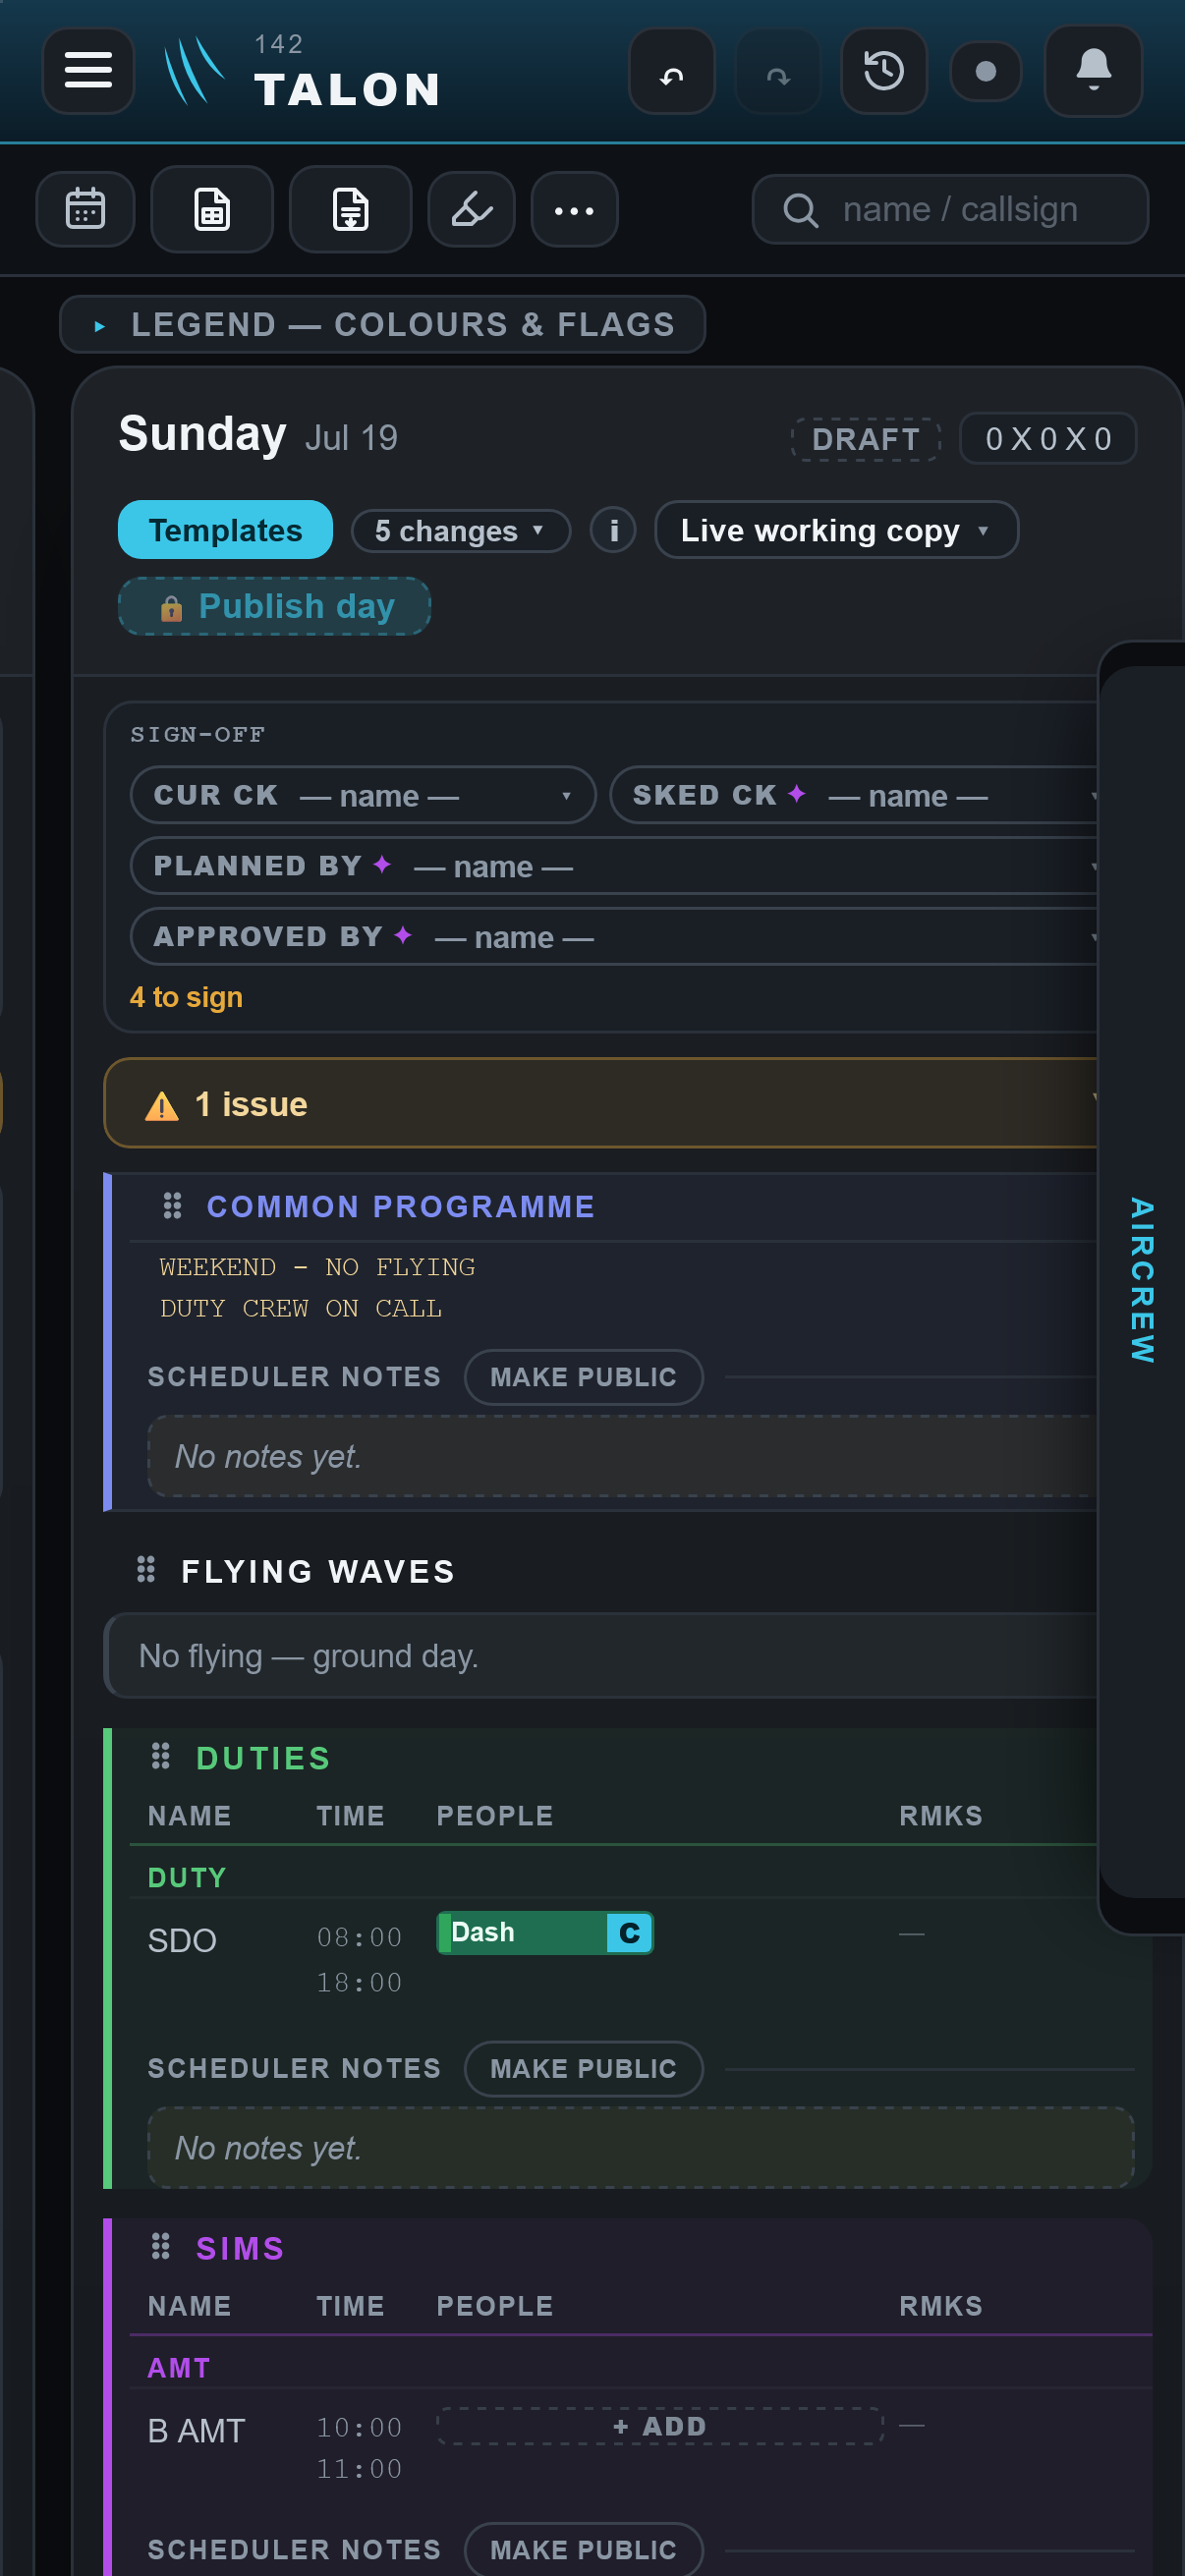 142
TALON
name / callsign
▸ LEGEND — COLOURS & FLAGS
Sunday Jul 19 DRAFT 0 X 0 X 0
Templates 5 changes ▾ i Live working copy ▾
🔒 Publish day
SIGN-OFF
CUR CK — name — ▾ SKED CK ✦ — name —
PLANNED BY ✦ — name —
APPROVED BY ✦ — name —
4 to sign
⚠️ 1 issue
AIRCREW
COMMON PROGRAMME
WEEKEND - NO FLYING
DUTY CREW ON CALL
SCHEDULER NOTES MAKE PUBLIC
No notes yet.
FLYING WAVES
No flying — ground day.
DUTIES
NAME TIME PEOPLE RMKS
DUTY
SDO 08:00 Dash C —
18:00
SCHEDULER NOTES MAKE PUBLIC
No notes yet.
SIMS
NAME TIME PEOPLE RMKS
AMT
B AMT 10:00 + ADD —
11:00
SCHEDULER NOTES MAKE PUBLIC